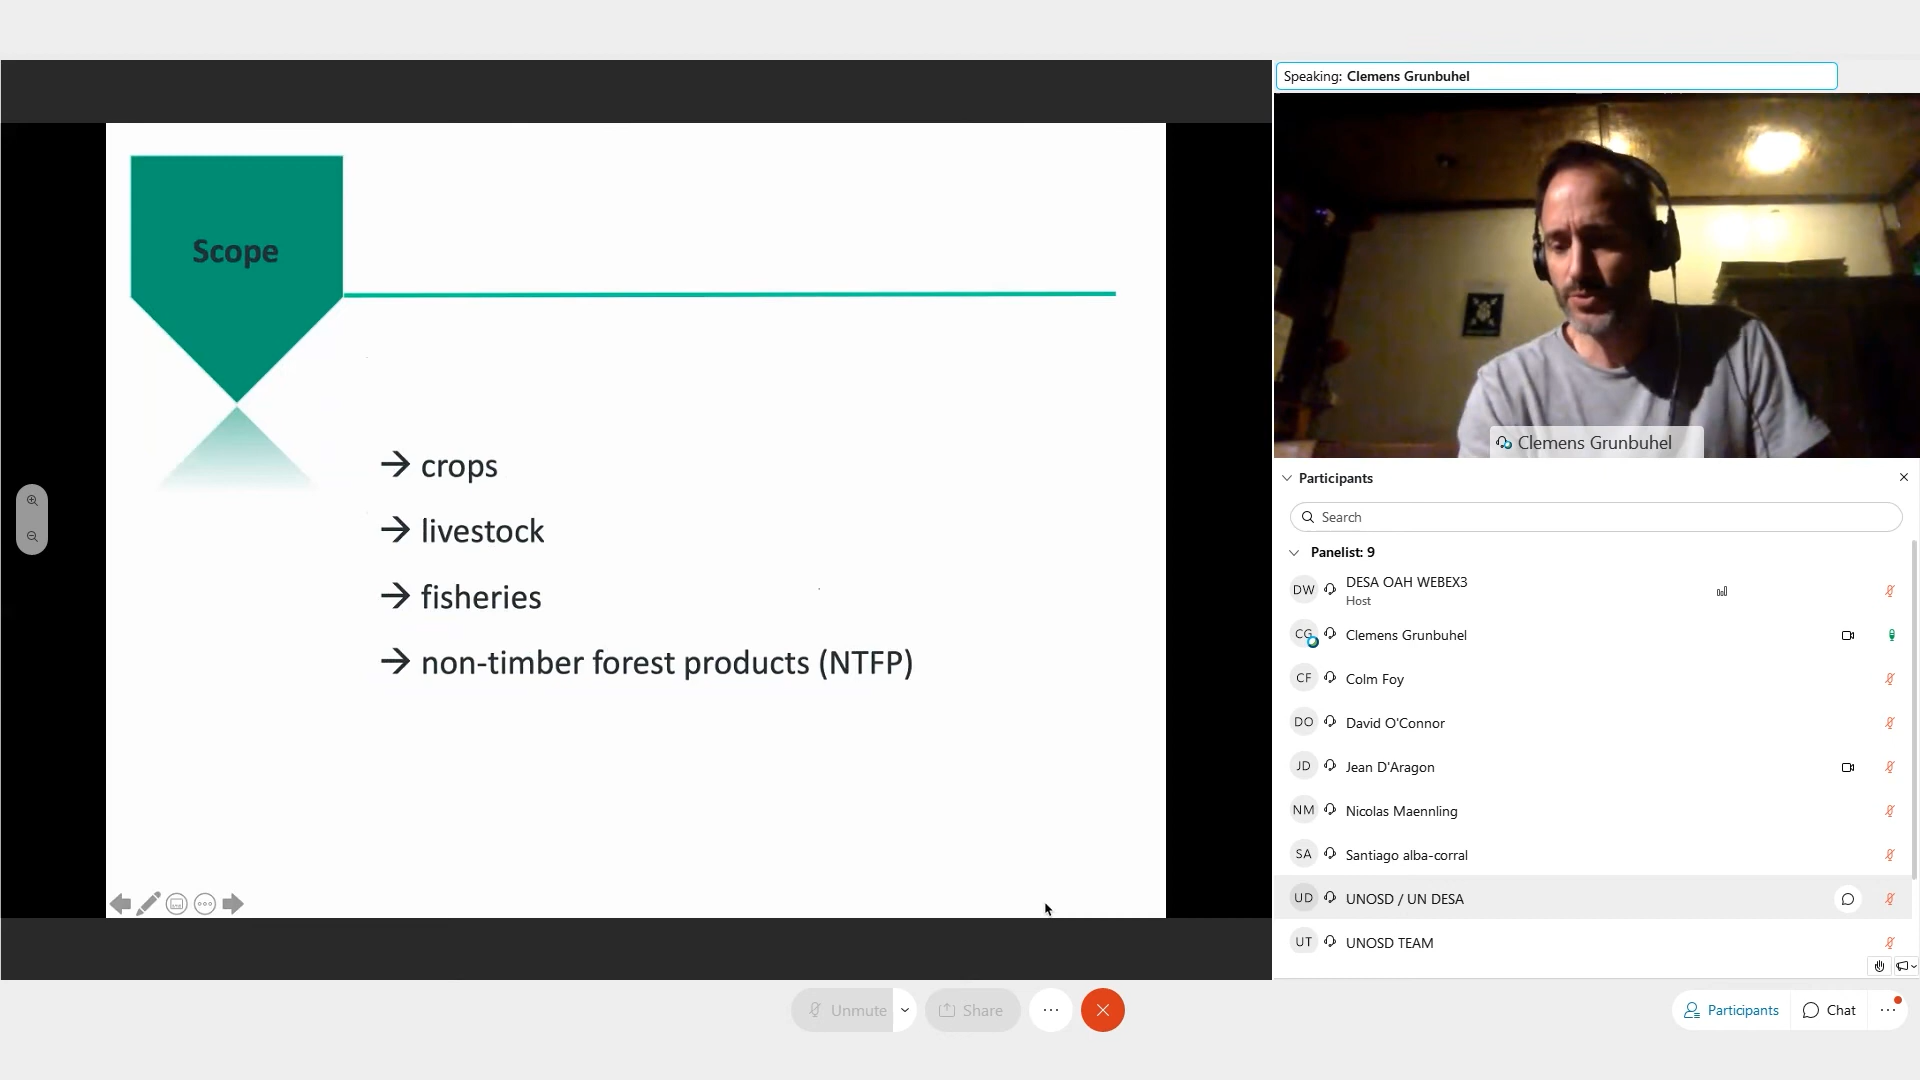 Scope
→ crops
→ livestock
→ fisheries
→ non-timber forest products (NTFP)
Speaking: Clemens Grunbuhel
Clemens Grunbuhel
Participants
Search
Panelist: 9
DW DESA OAH WEBEX3
Host
CG Clemens Grunbuhel
CF Colm Foy
DO David O'Connor
JD Jean D'Aragon
NM Nicolas Maennling
SA Santiago alba-corral
UD UNOSD / UN DESA
UT UNOSD TEAM
Unmute
Share
Participants
Chat